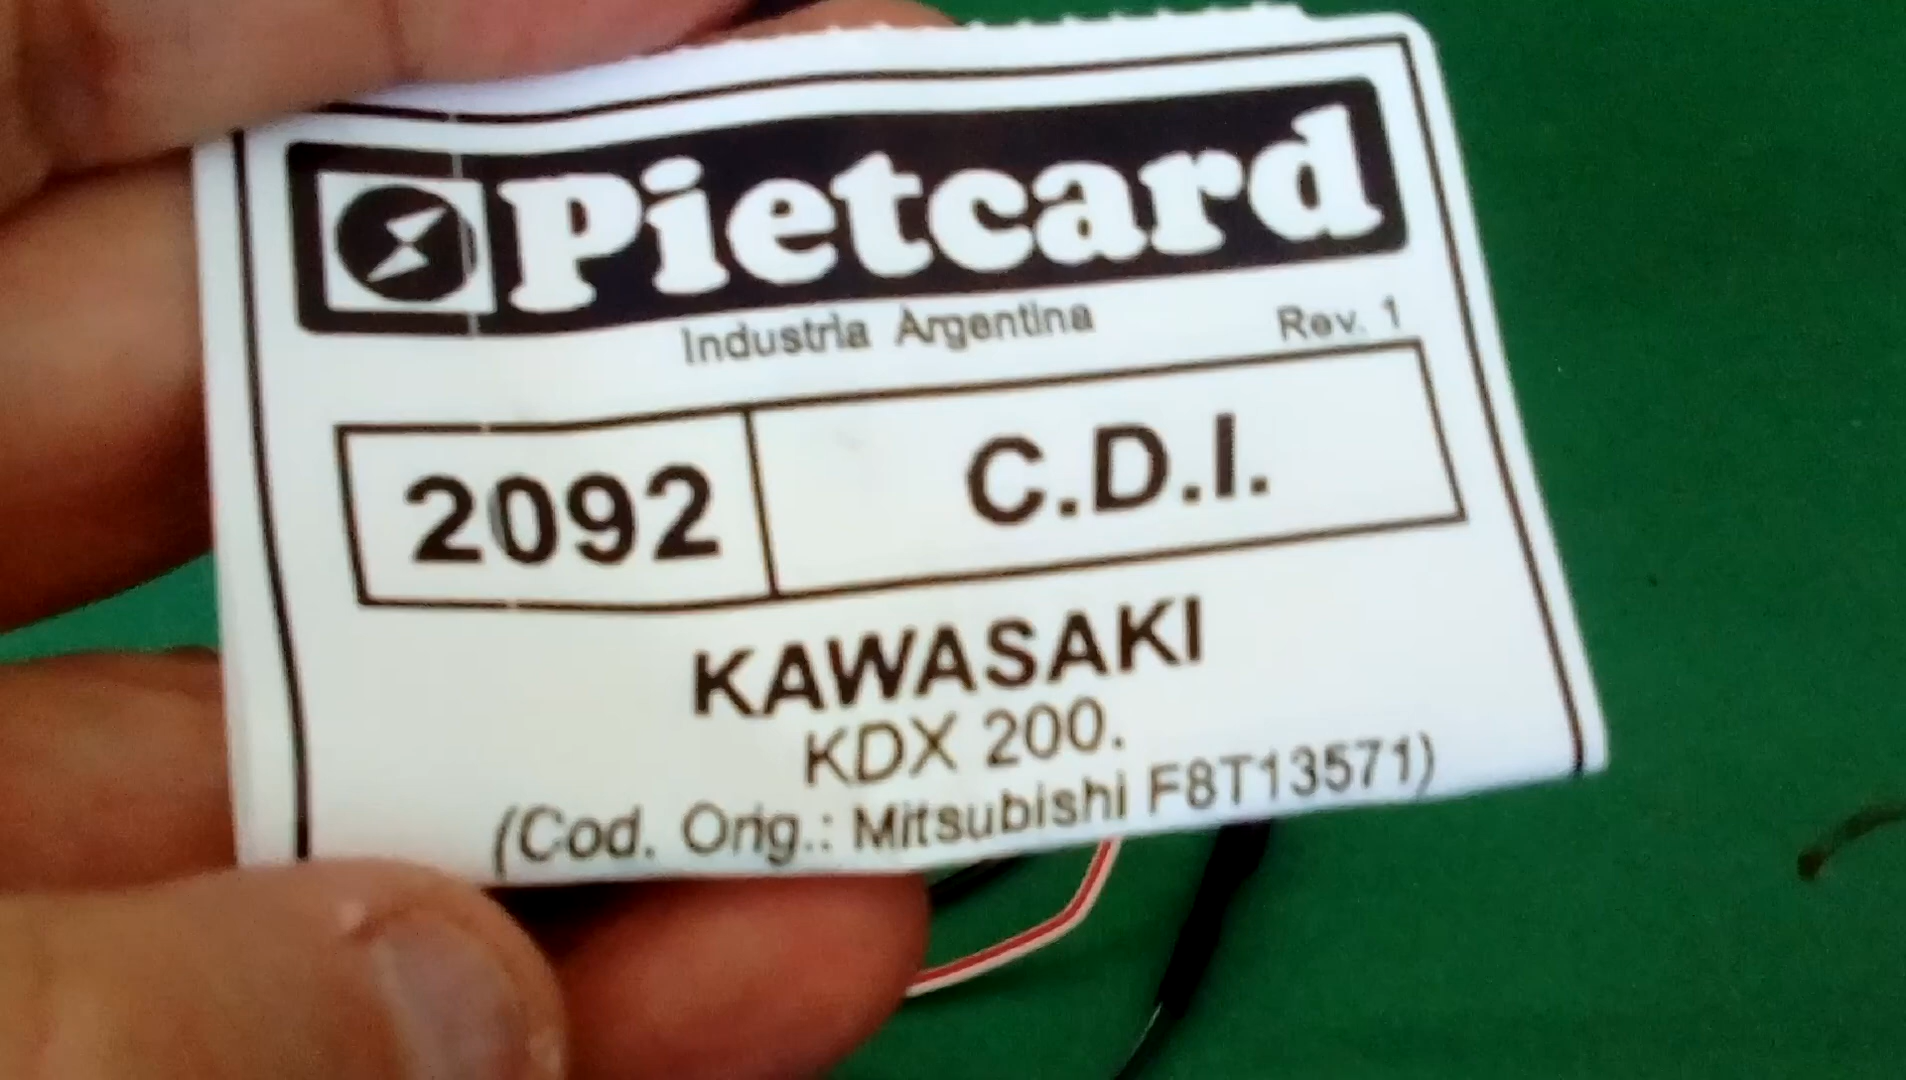 Pietcard
Industria Argentina Rev. 1
2092 C.D.I.
KAWASAKI
KDX 200.
(Cod. Orig.: Mitsubishi F8T13571)